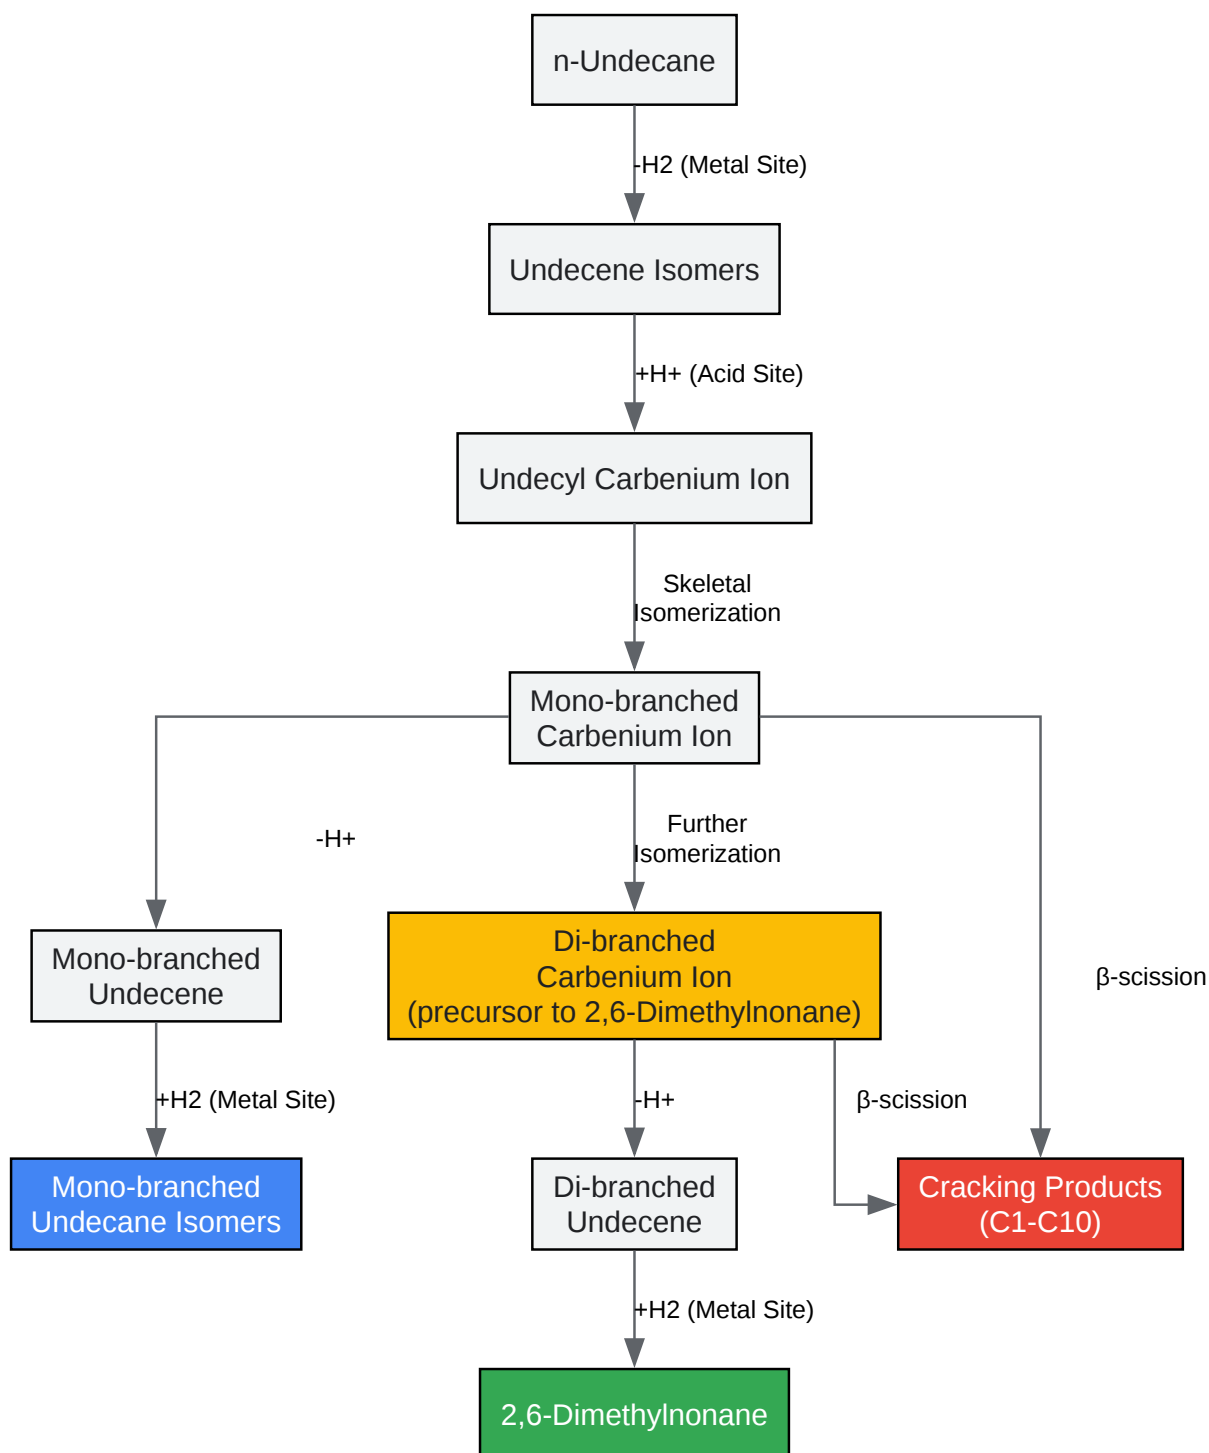 n-Undecane
-H2 (Metal Site)
Undecene Isomers
+H+ (Acid Site)
Undecyl Carbenium Ion
Skeletal
Isomerization
Mono-branched
Carbenium Ion
-H+
Further
Isomerization
Mono-branched
Undecene
Di-branched
Carbenium Ion
(precursor to 2,6-Dimethylnonane)
β-scission
+H2 (Metal Site)
-H+
β-scission
Mono-branched
Undecane Isomers
Di-branched
Undecene
Cracking Products
(C1-C10)
+H2 (Metal Site)
2,6-Dimethylnonane